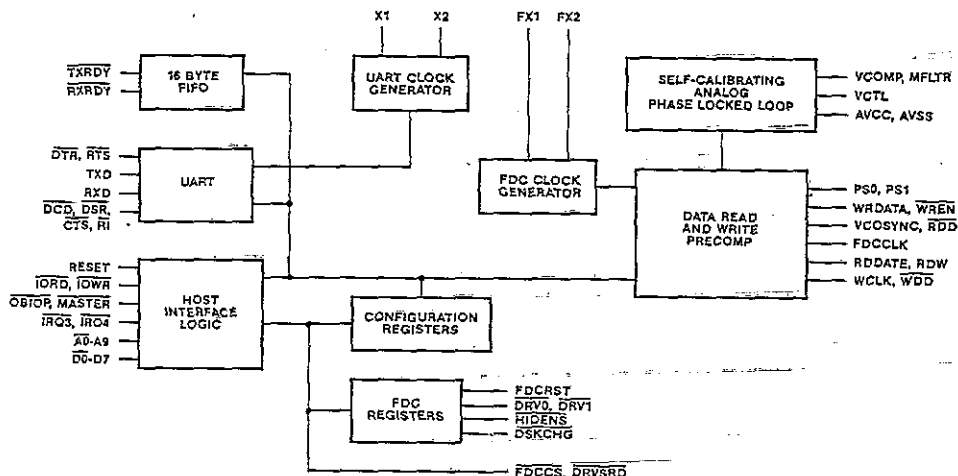 X1 X2 FX1 FX2
TXRDY
RXRDY
16 BYTE
FIFO
UART CLOCK
GENERATOR
SELF-CALIBRATING
ANALOG
PHASE LOCKED LOOP
VCOMP, MFLTR
VCTL
AVCC, AVSS
DTR, RTS
TXD
RXD
DCD, DSR,
CTS, RI
UART
FDC CLOCK
GENERATOR
DATA READ
AND WRITE
PRECOMP
PS0, PS1
WRDATA, WREN
VCOSYNC, RDD
FDCCLK
RDDATE, RDW
WCLK, WDD
RESET
IORD, IOWR
OBIOP, MASTER
IRQ3, IRQ4
A0-A9
D0-D7
HOST
INTERFACE
LOGIC
CONFIGURATION
REGISTERS
FDC
REGISTERS
FDCRST
DRV0, DRV1
HIDENS
DSKCHG
FDCCS, DRVSRD